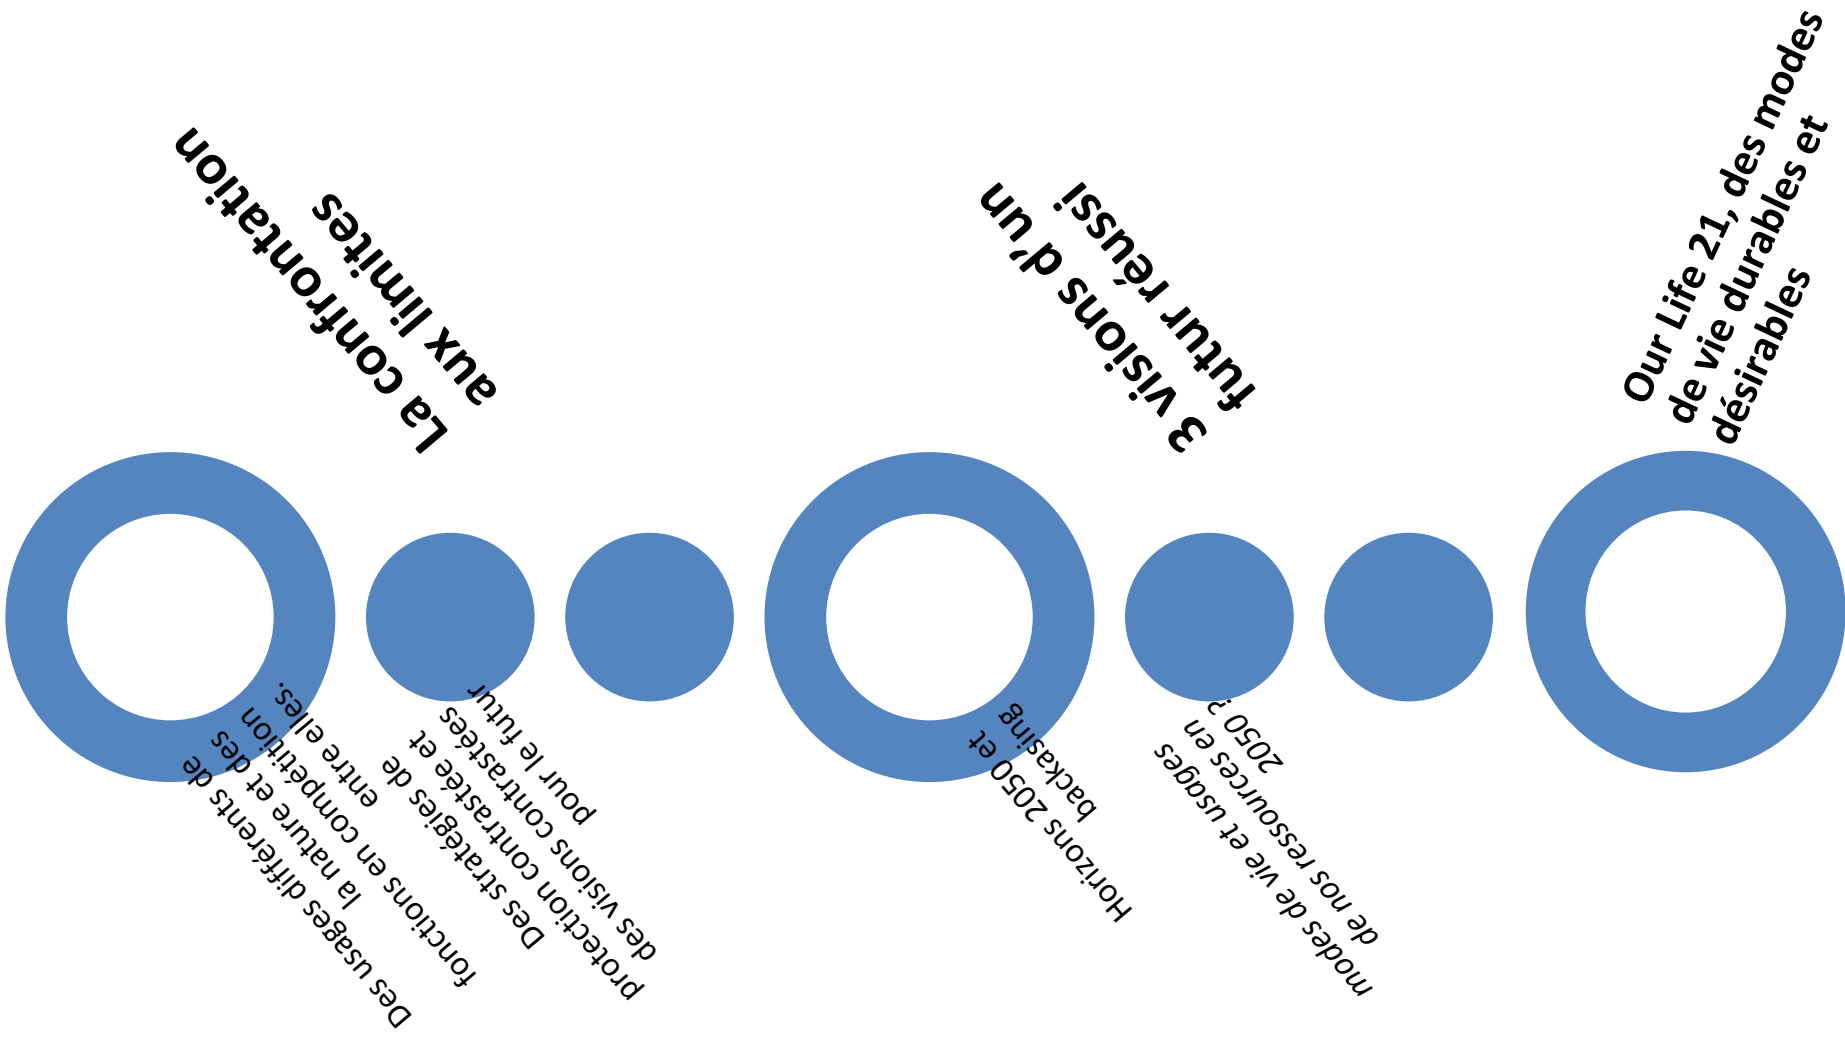 La confrontation
aux limites
Des usages différents de
la nature et des
fonctions en compétition
entre elles.
Des stratégies de
protection contrastée et
des visions contrastées
pour le futur
3 visions d’un
futur réussi
Horizons 2050 et
backasing
modes de vie et usages
de nos ressources en
2050 ?
Our Life 21, des modes
de vie durables et
désirables